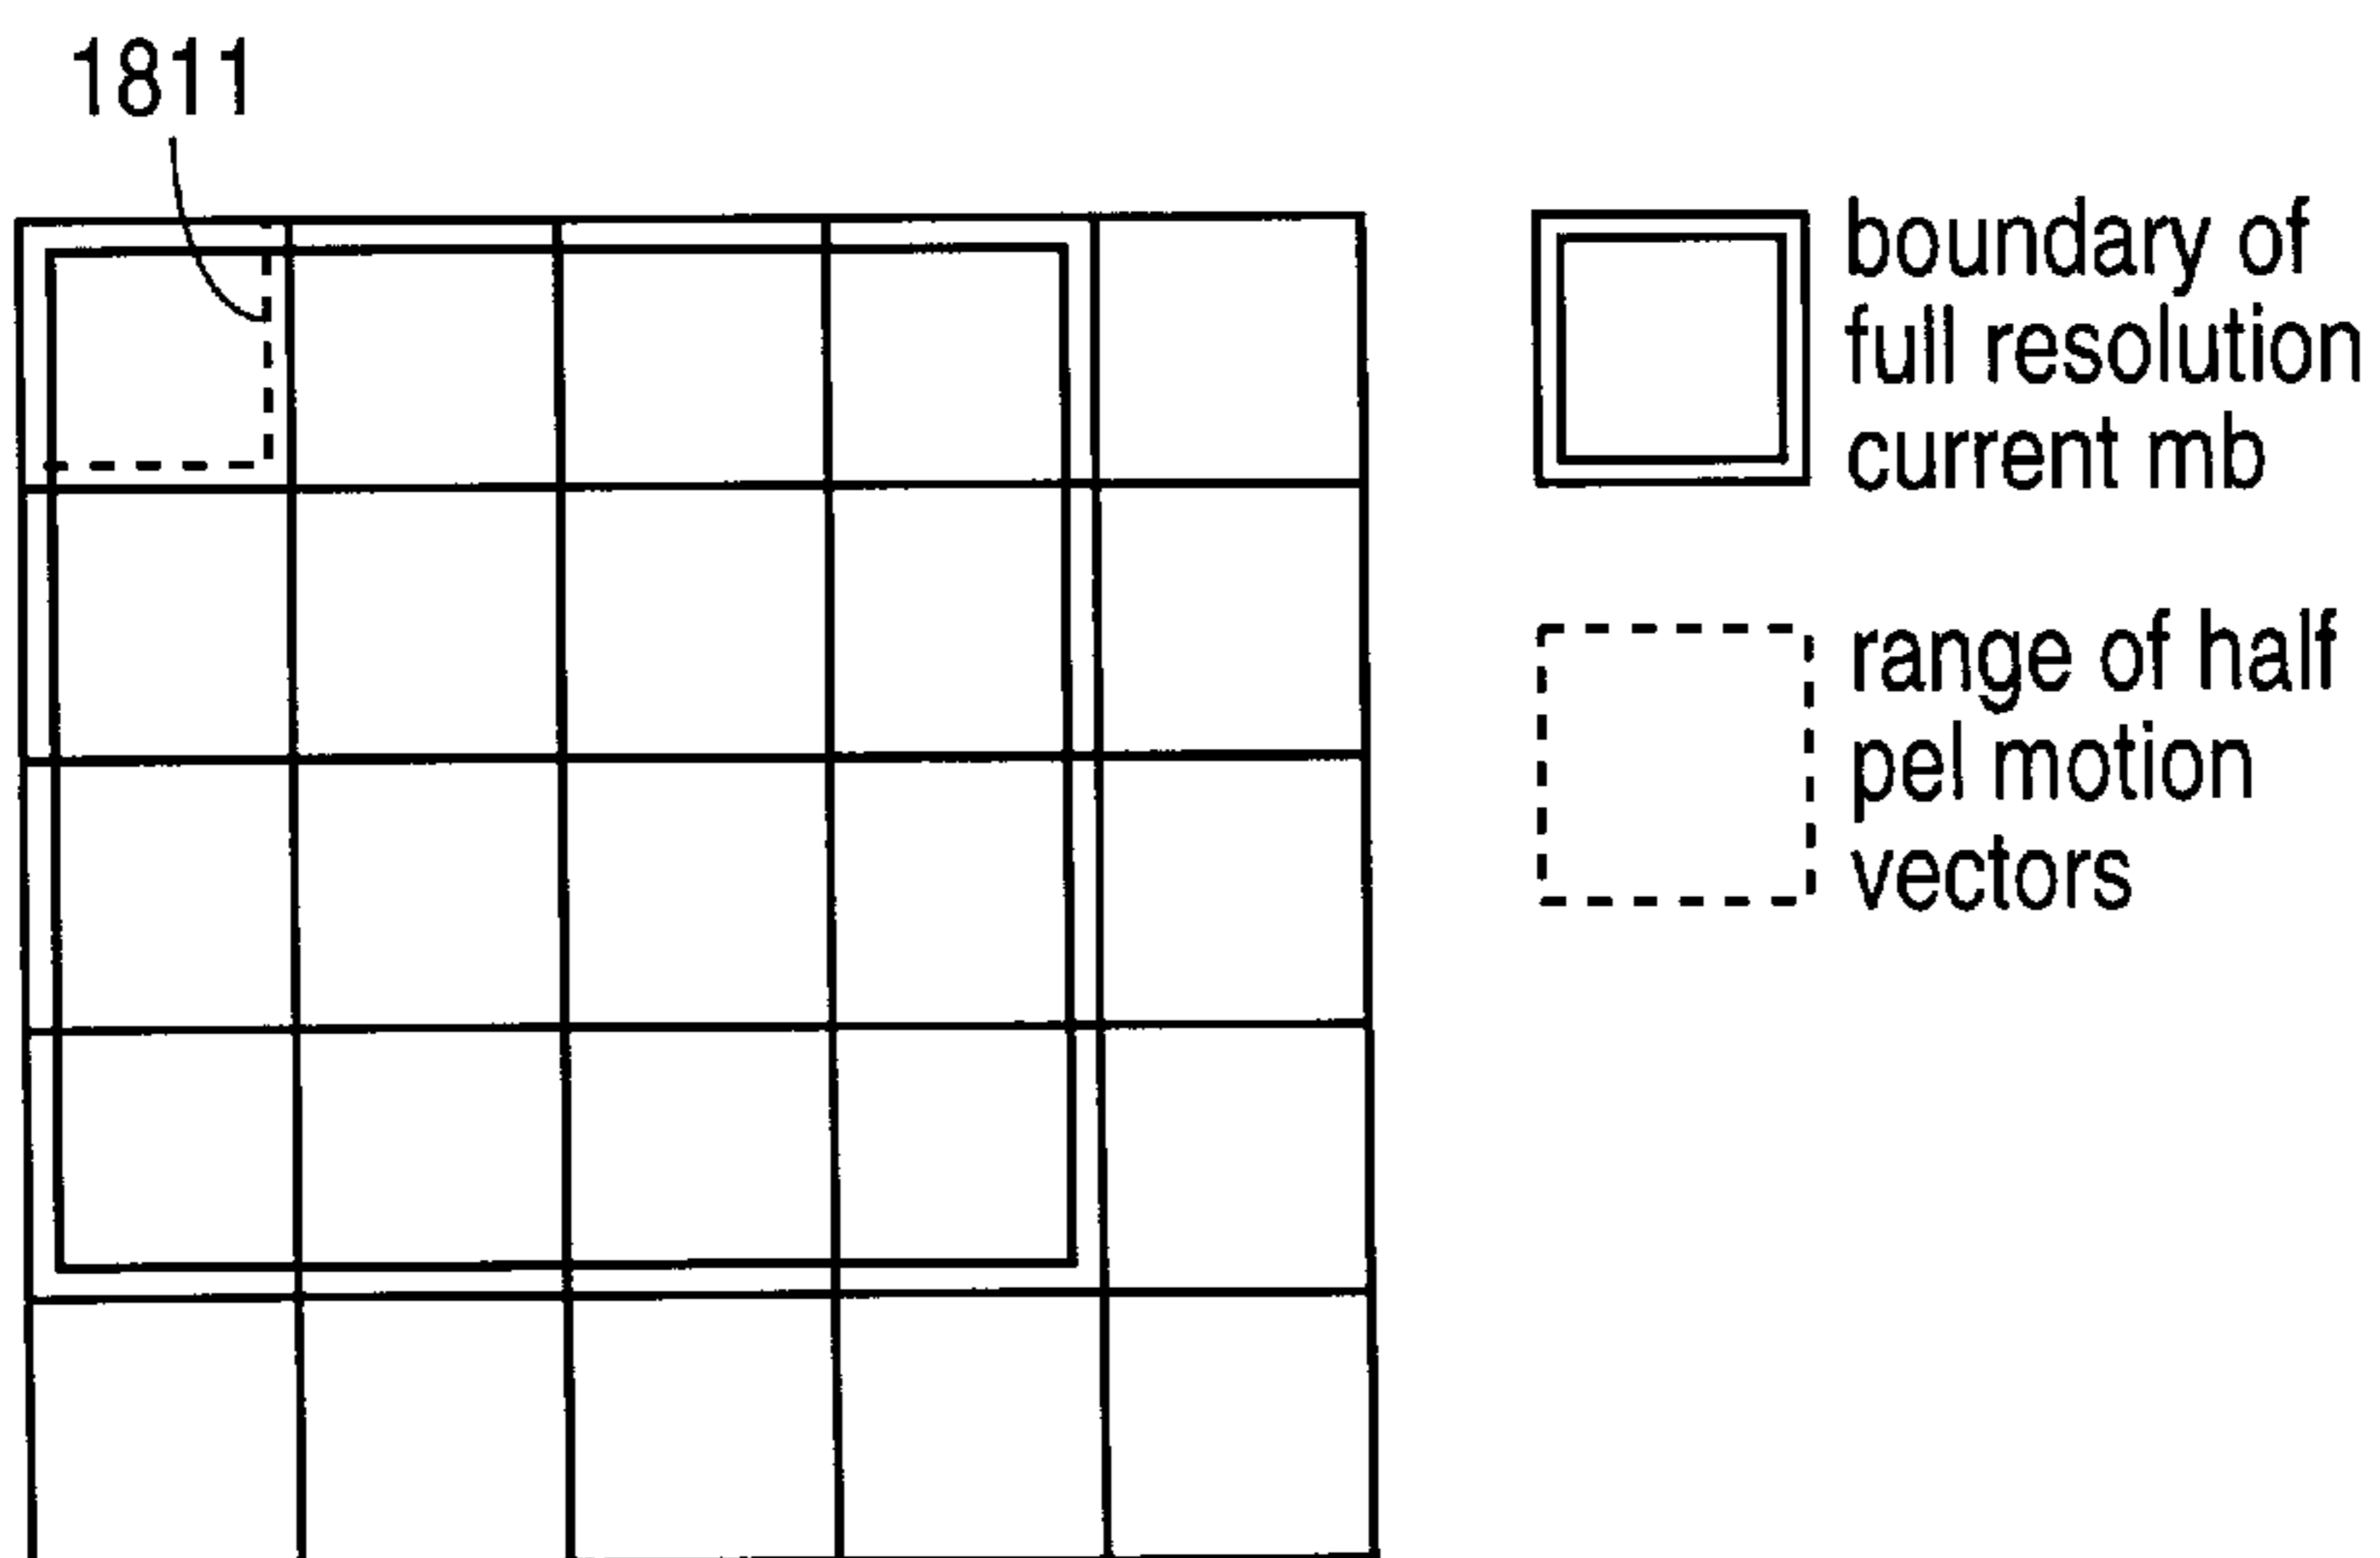 1811
boundary of
full resolution
current mb
range of half
pel motion
vectors